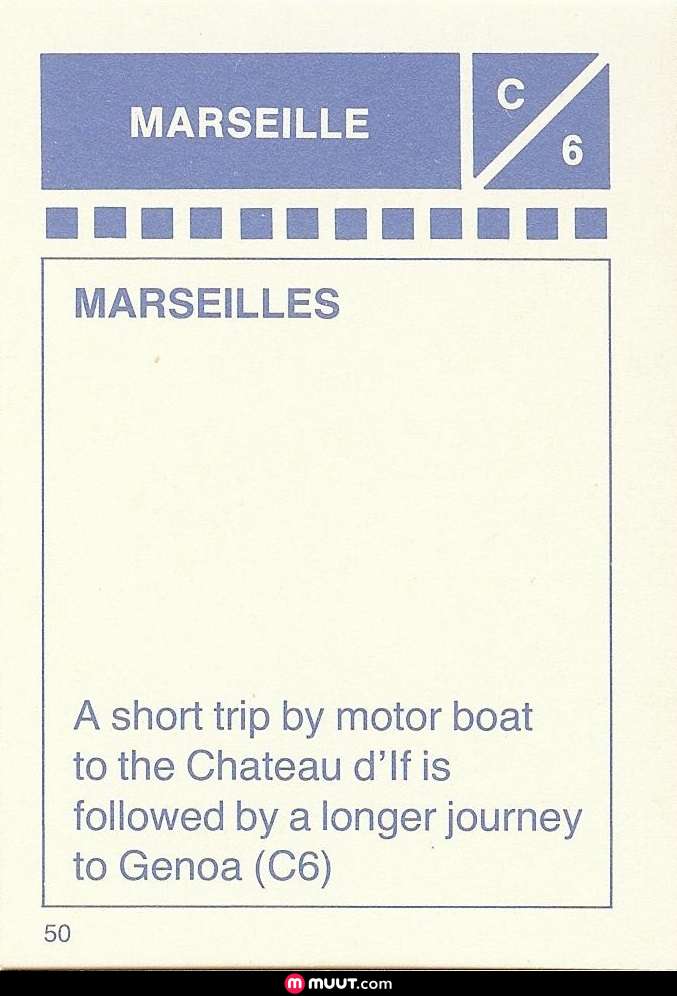 MARSEILLE
C
6
MARSEILLES
A short trip by motor boat
to the Chateau d'If is
followed by a longer journey
to Genoa (C6)
50
m MUUT.com